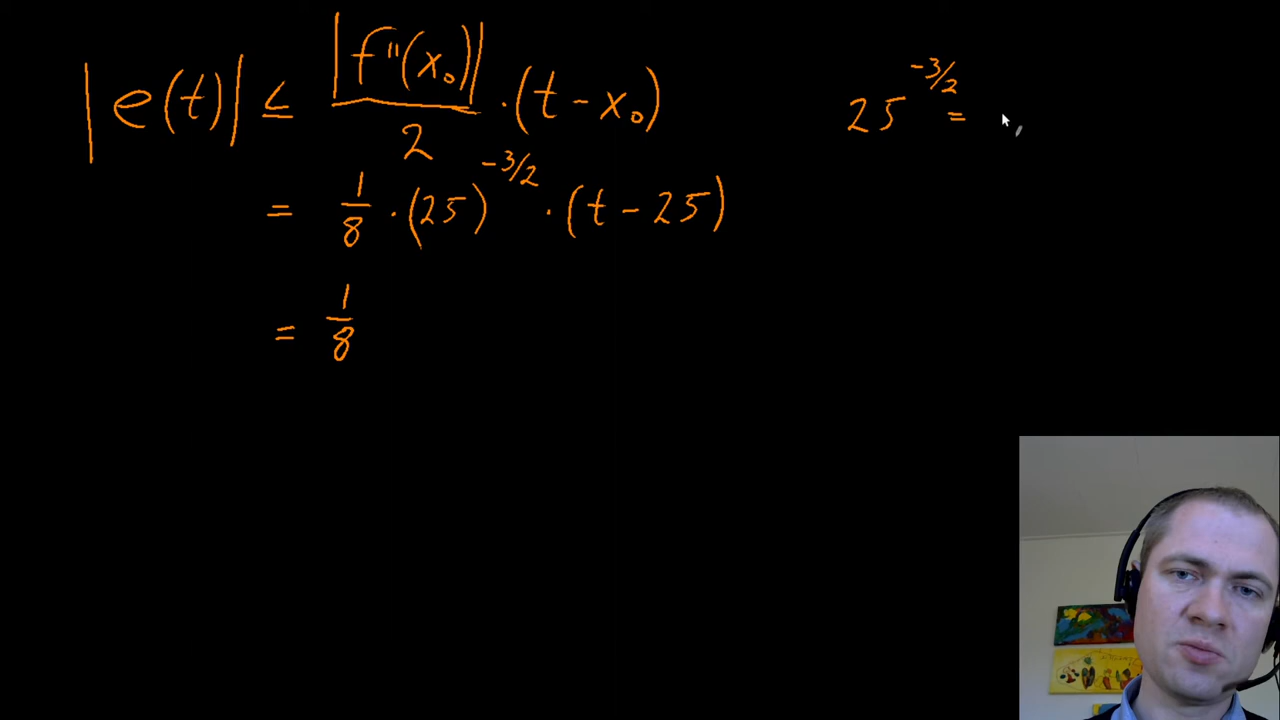 |e(t)| ≤ |f''(x₀)|/2 · (t - x₀)
= 1/8 · (25)^(-3/2) · (t - 25)
= 1/8
25^(-3/2) =